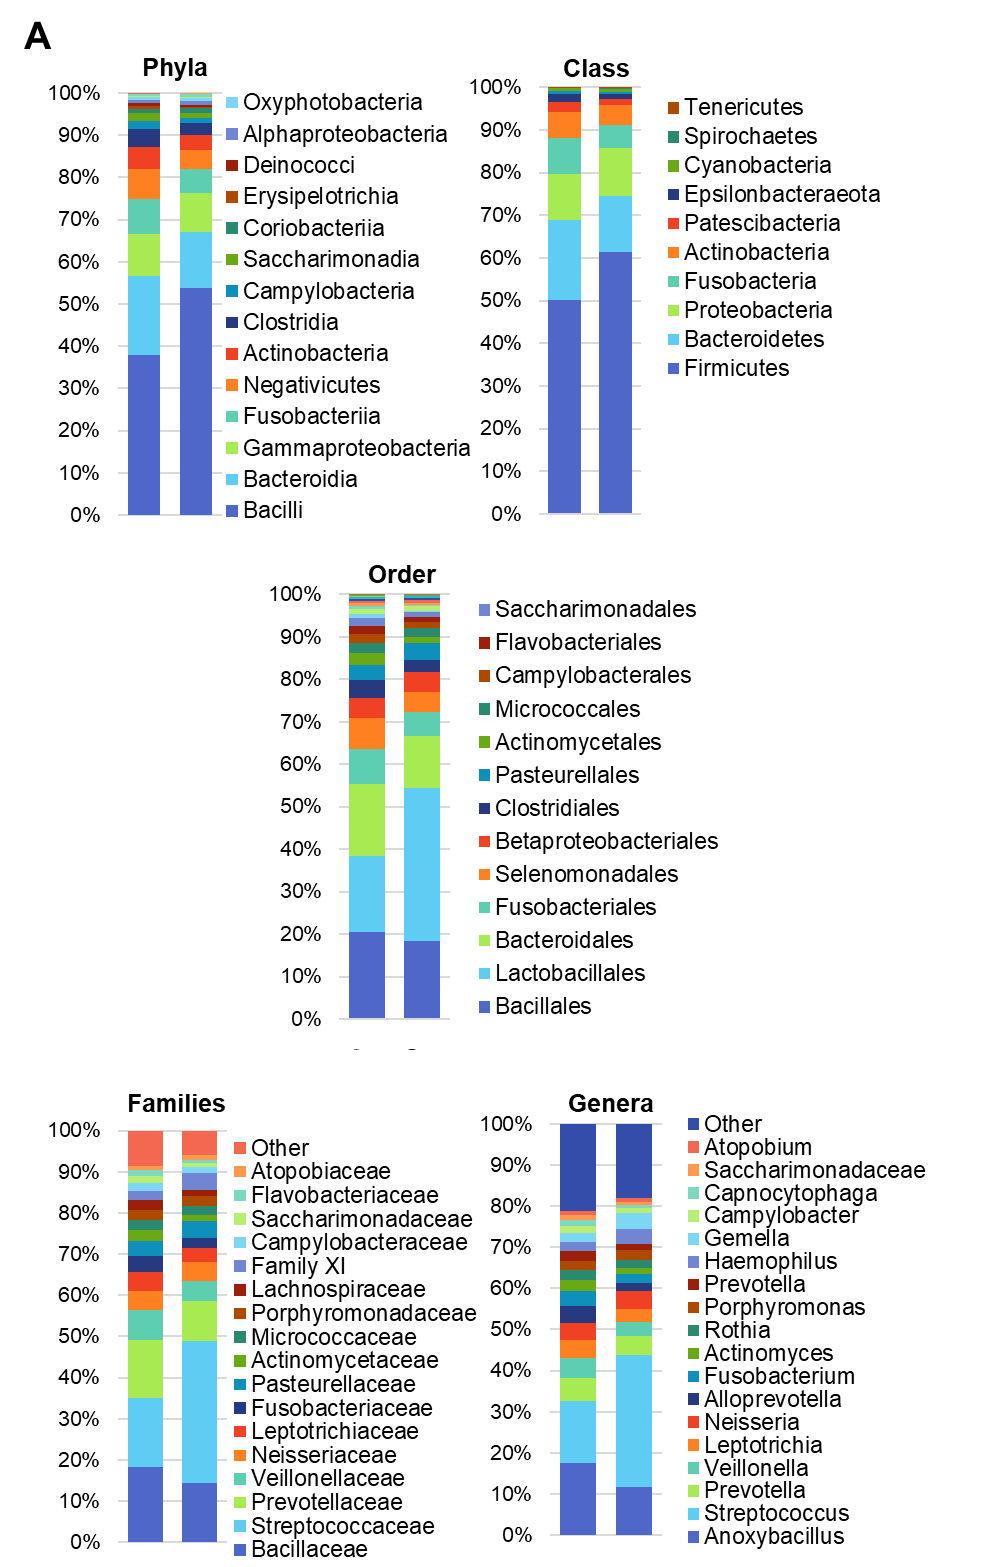 A
Phyla
100%
90%
80%
70%
60%
50%
40%
30%
20%
10%
0%
Oxyphotobacteria
Alphaproteobacteria
Deinococci
Erysipelotrichia
Coriobacteriia
Saccharimonadia
Campylobacteria
Clostridia
Actinobacteria
Negativicutes
Fusobacteriia
Gammaproteobacteria
Bacteroidia
Bacilli
Class
100%
90%
80%
70%
60%
50%
40%
30%
20%
10%
0%
Tenericutes
Spirochaetes
Cyanobacteria
Epsilonbacteraeota
Patescibacteria
Actinobacteria
Fusobacteria
Proteobacteria
Bacteroidetes
Firmicutes
Order
100%
90%
80%
70%
60%
50%
40%
30%
20%
10%
0%
Saccharimonadales
Flavobacteriales
Campylobacterales
Micrococcales
Actinomycetales
Pasteurellales
Clostridiales
Betaproteobacteriales
Selenomonadales
Fusobacteriales
Bacteroidales
Lactobacillales
Bacillales
Families
100%
90%
80%
70%
60%
50%
40%
30%
20%
10%
0%
Other
Atopobiaceae
Flavobacteriaceae
Saccharimonadaceae
Campylobacteraceae
Family XI
Lachnospiraceae
Porphyromonadaceae
Micrococcaceae
Actinomycetaceae
Pasteurellaceae
Fusobacteriaceae
Leptotrichiaceae
Neisseriaceae
Veillonellaceae
Prevotellaceae
Streptococcaceae
Bacillaceae
Genera
100%
90%
80%
70%
60%
50%
40%
30%
20%
10%
0%
Other
Atopobium
Saccharimonadaceae
Capnocytophaga
Campylobacter
Gemella
Haemophilus
Prevotella
Porphyromonas
Rothia
Actinomyces
Fusobacterium
Alloprevotella
Neisseria
Leptotrichia
Veillonella
Prevotella
Streptococcus
Anoxybacillus